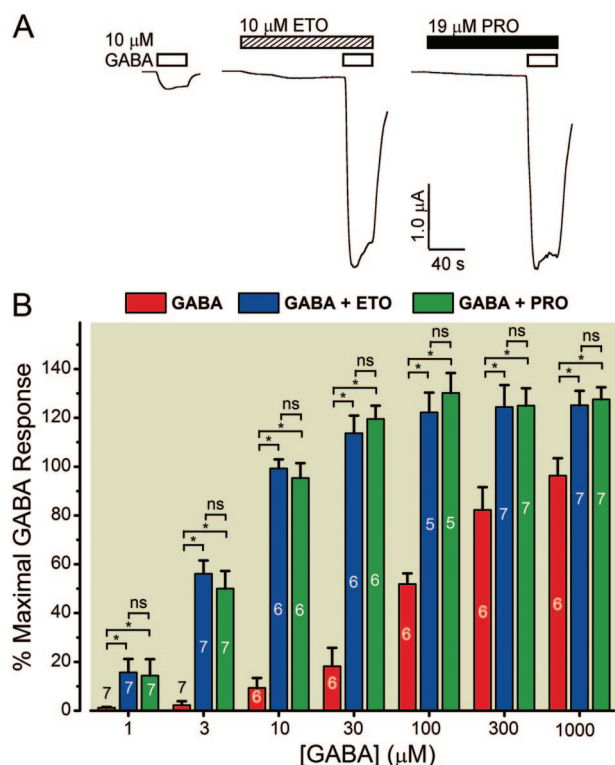 A
10 μM
GABA
10 μM ETO
19 μM PRO
1.0 μA
40 s
B
GABA
GABA + ETO
GABA + PRO
% Maximal GABA Response
140
120
100
80
60
40
20
0
ns
*
*
ns
*
*
ns
*
*
ns
*
*
ns
*
*
ns
*
*
ns
*
*
7 7 7
7 7 7
6 6 6
6 6 6
6 5 5
6 7 7
6 7 7
1 3 10 30 100 300 1000
[GABA] (μM)